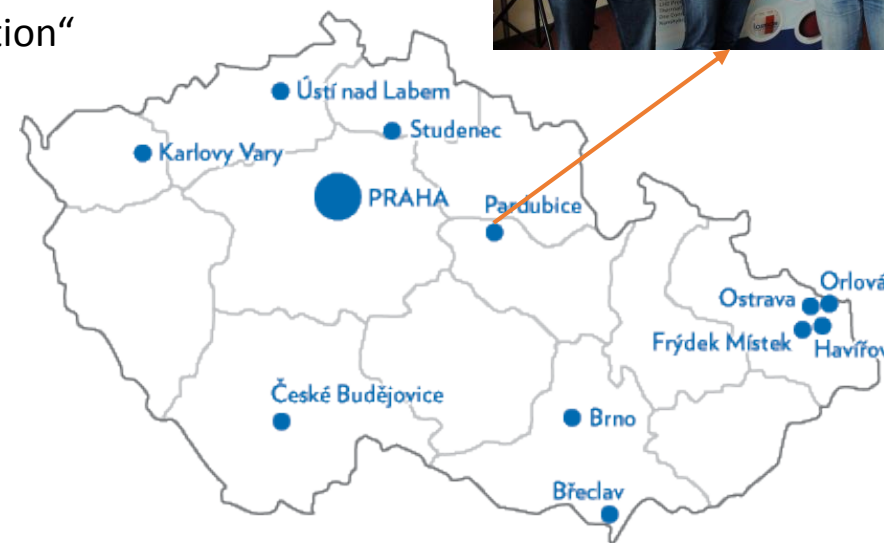 tion“
Ústí nad Labem
Studenec
Karlovy Vary
PRAHA
Pardubice
Orlová
Ostrava
Frýdek Místek
Havířov
České Budějovice
Brno
Břeclav